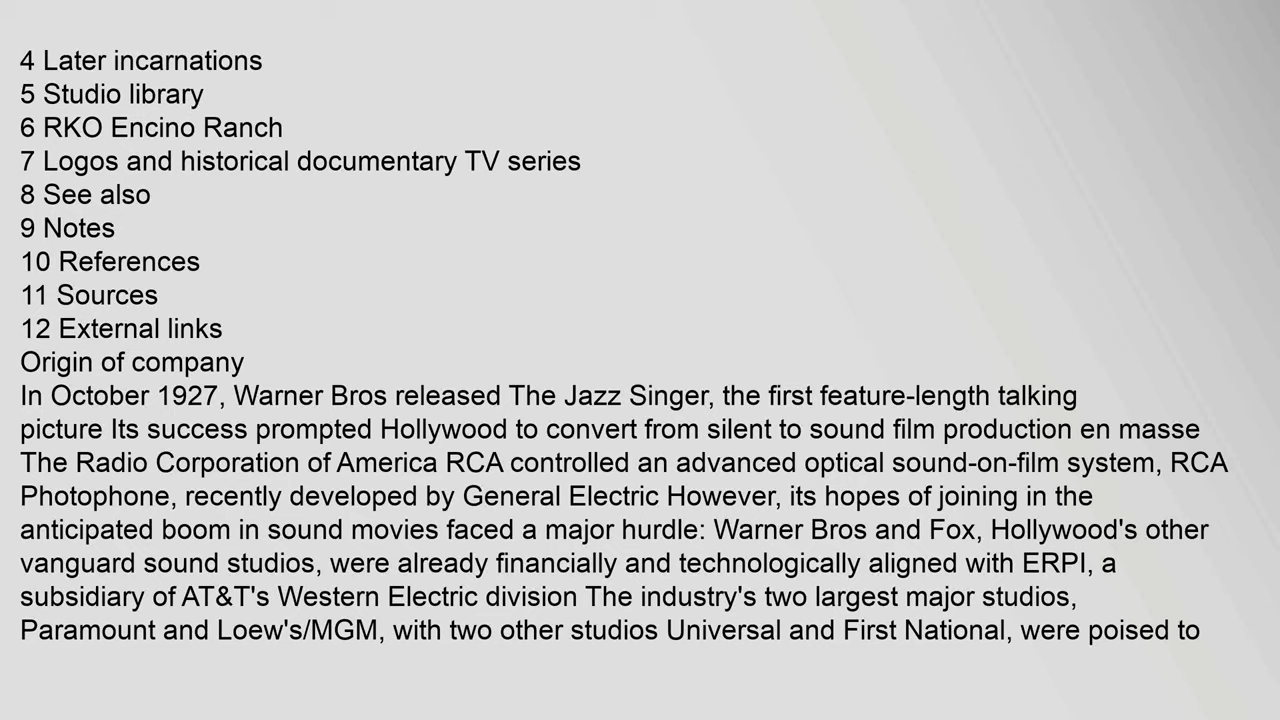 4 Later incarnations
5 Studio library
6 RKO Encino Ranch
7 Logos and historical documentary TV series
8 See also
9 Notes
10 References
11 Sources
12 External links
Origin of company
In October 1927, Warner Bros released The Jazz Singer, the first feature-length talking
picture Its success prompted Hollywood to convert from silent to sound film production en masse
The Radio Corporation of America RCA controlled an advanced optical sound-on-film system, RCA
Photophone, recently developed by General Electric However, its hopes of joining in the
anticipated boom in sound movies faced a major hurdle: Warner Bros and Fox, Hollywood's other
vanguard sound studios, were already financially and technologically aligned with ERPI, a
subsidiary of AT&T's Western Electric division The industry's two largest major studios,
Paramount and Loew's/MGM, with two other studios Universal and First National, were poised to